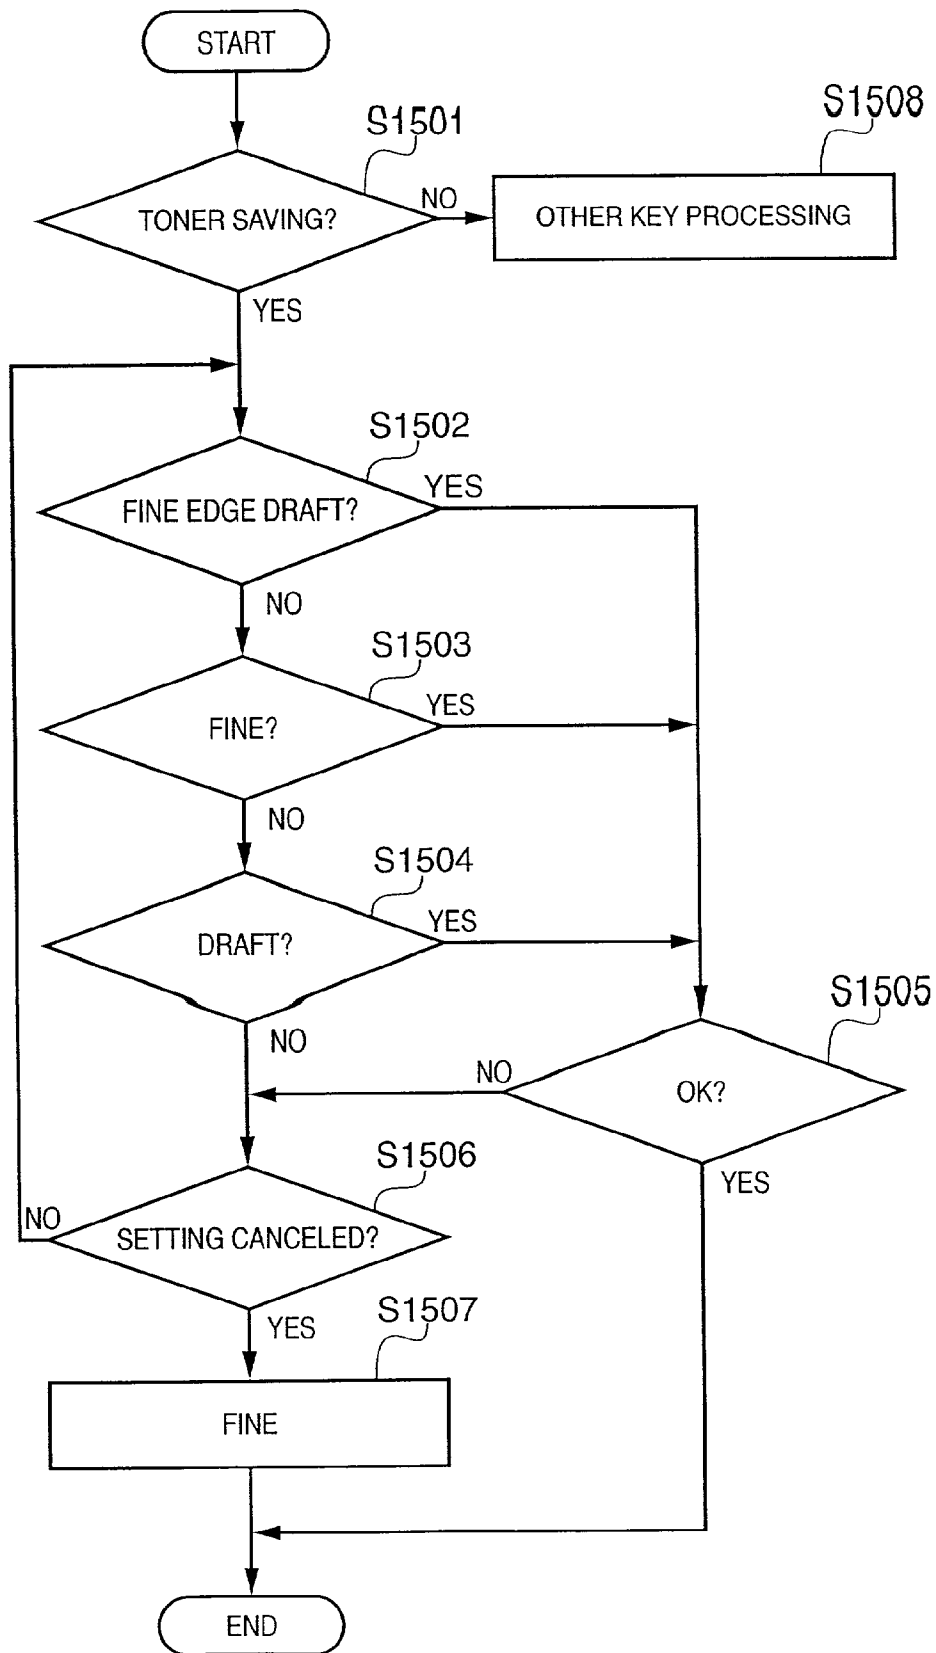 START
S1501
S1508
TONER SAVING?
NO
OTHER KEY PROCESSING
YES
S1502
FINE EDGE DRAFT?
YES
NO
S1503
FINE?
YES
NO
S1504
DRAFT?
YES
NO
S1505
OK?
NO
YES
S1506
SETTING CANCELED?
NO
YES
S1507
FINE
END